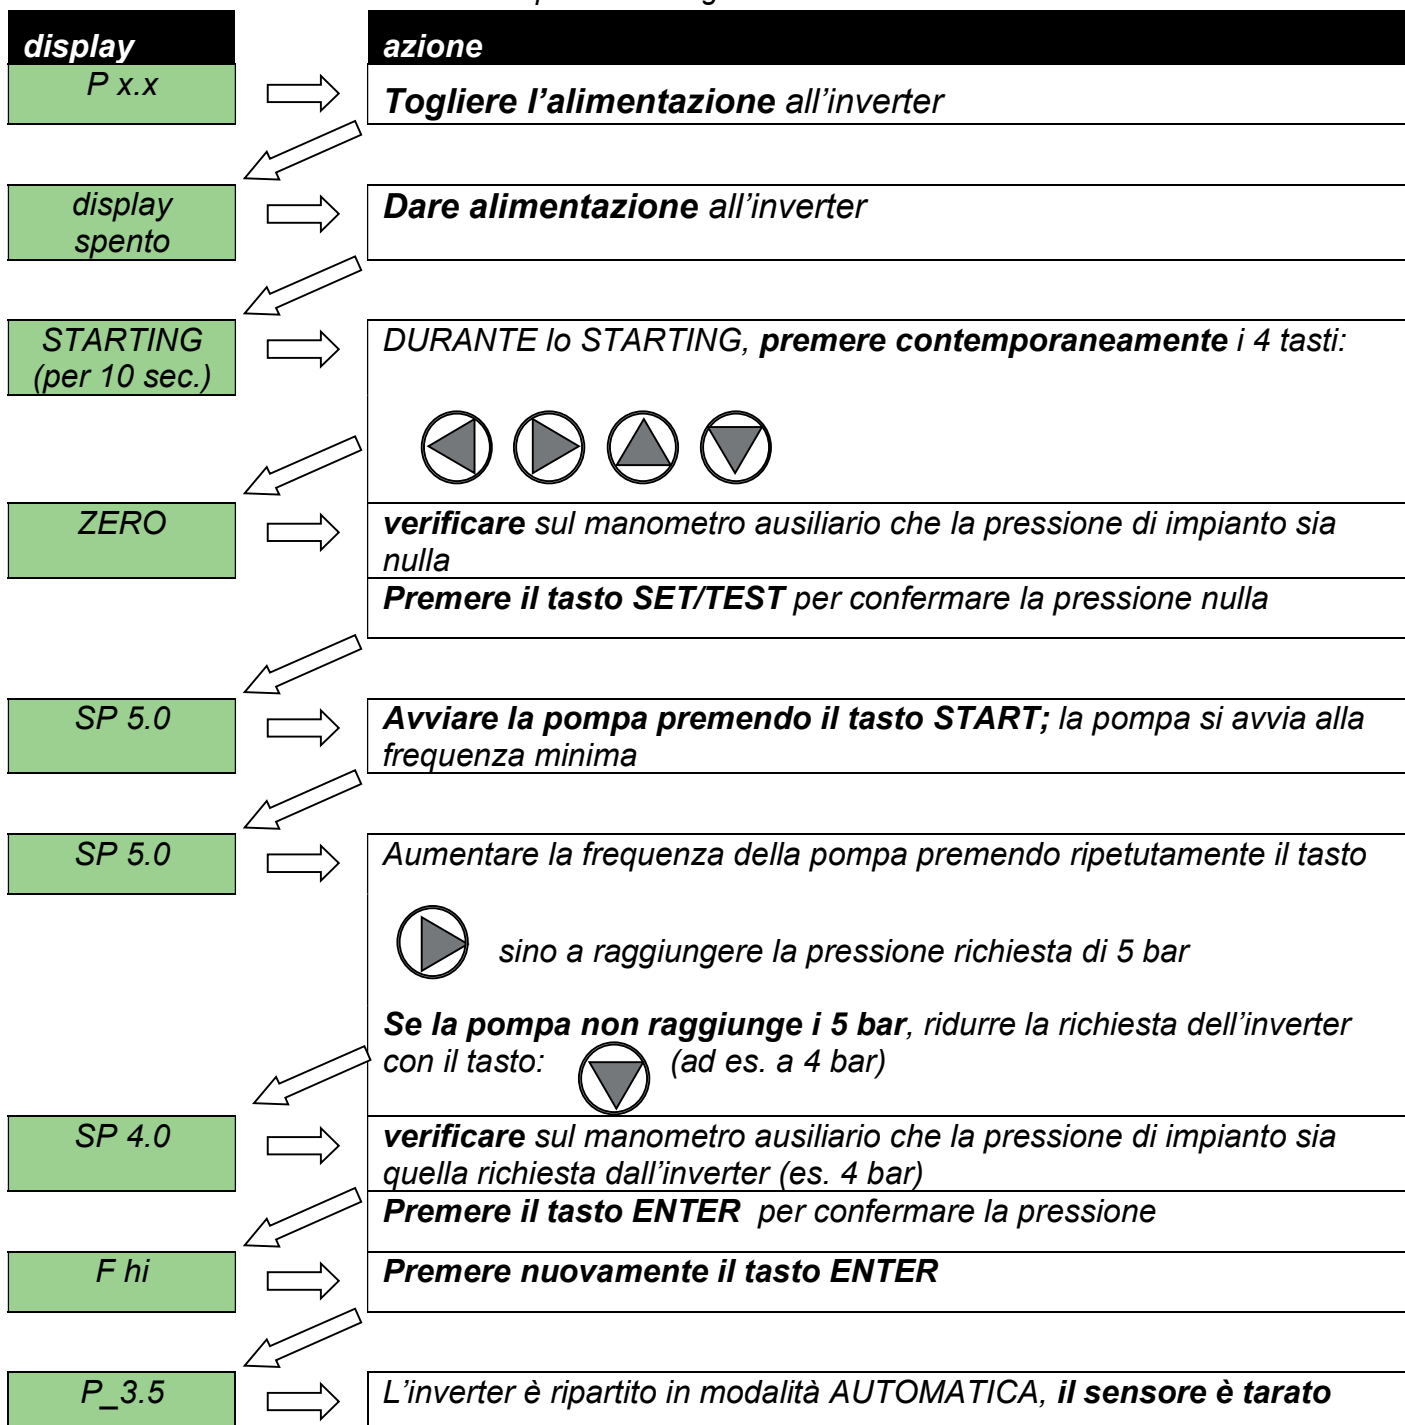 display
azione
P x.x
Togliere l'alimentazione all'inverter
display
spento
Dare alimentazione all'inverter
STARTING
(per 10 sec.)
DURANTE lo STARTING, premere contemporaneamente i 4 tasti:
ZERO
verificare sul manometro ausiliario che la pressione di impianto sia
nulla
Premere il tasto SET/TEST per confermare la pressione nulla
SP 5.0
Avviare la pompa premendo il tasto START; la pompa si avvia alla
frequenza minima
SP 5.0
Aumentare la frequenza della pompa premendo ripetutamente il tasto
sino a raggiungere la pressione richiesta di 5 bar
Se la pompa non raggiunge i 5 bar, ridurre la richiesta dell'inverter
con il tasto: (ad es. a 4 bar)
SP 4.0
verificare sul manometro ausiliario che la pressione di impianto sia
quella richiesta dall'inverter (es. 4 bar)
Premere il tasto ENTER per confermare la pressione
F hi
Premere nuovamente il tasto ENTER
P_3.5
L'inverter è ripartito in modalità AUTOMATICA, il sensore è tarato